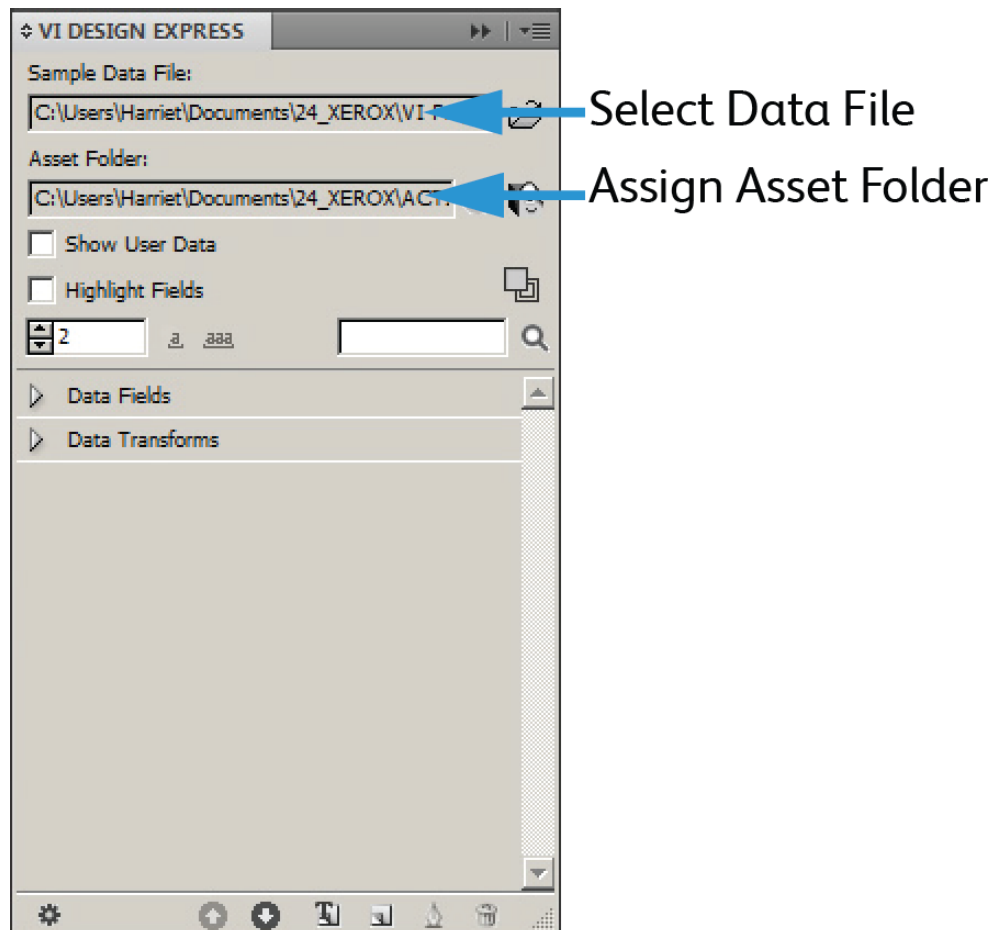 VI DESIGN EXPRESS
Sample Data File:
C:\Users\Harriet\Documents\24_XEROX\VI
Select Data File
Asset Folder:
C:\Users\Harriet\Documents\24_XEROX\ACT
Assign Asset Folder
Show User Data
Highlight Fields
2 a aaa
Data Fields
Data Transforms
T